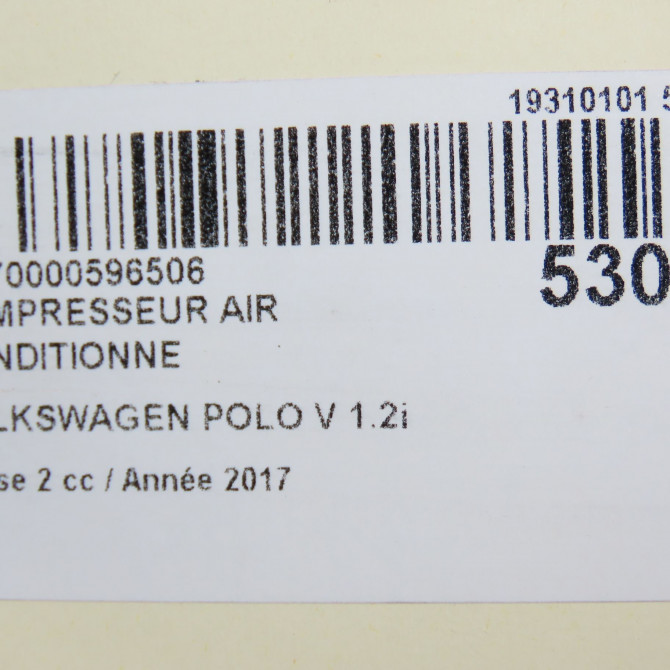 19310101 5
70000596506
530
MPRESSEUR AIR
NDITIONNE
LKSWAGEN POLO V 1.2i
se 2 cc / Année 2017